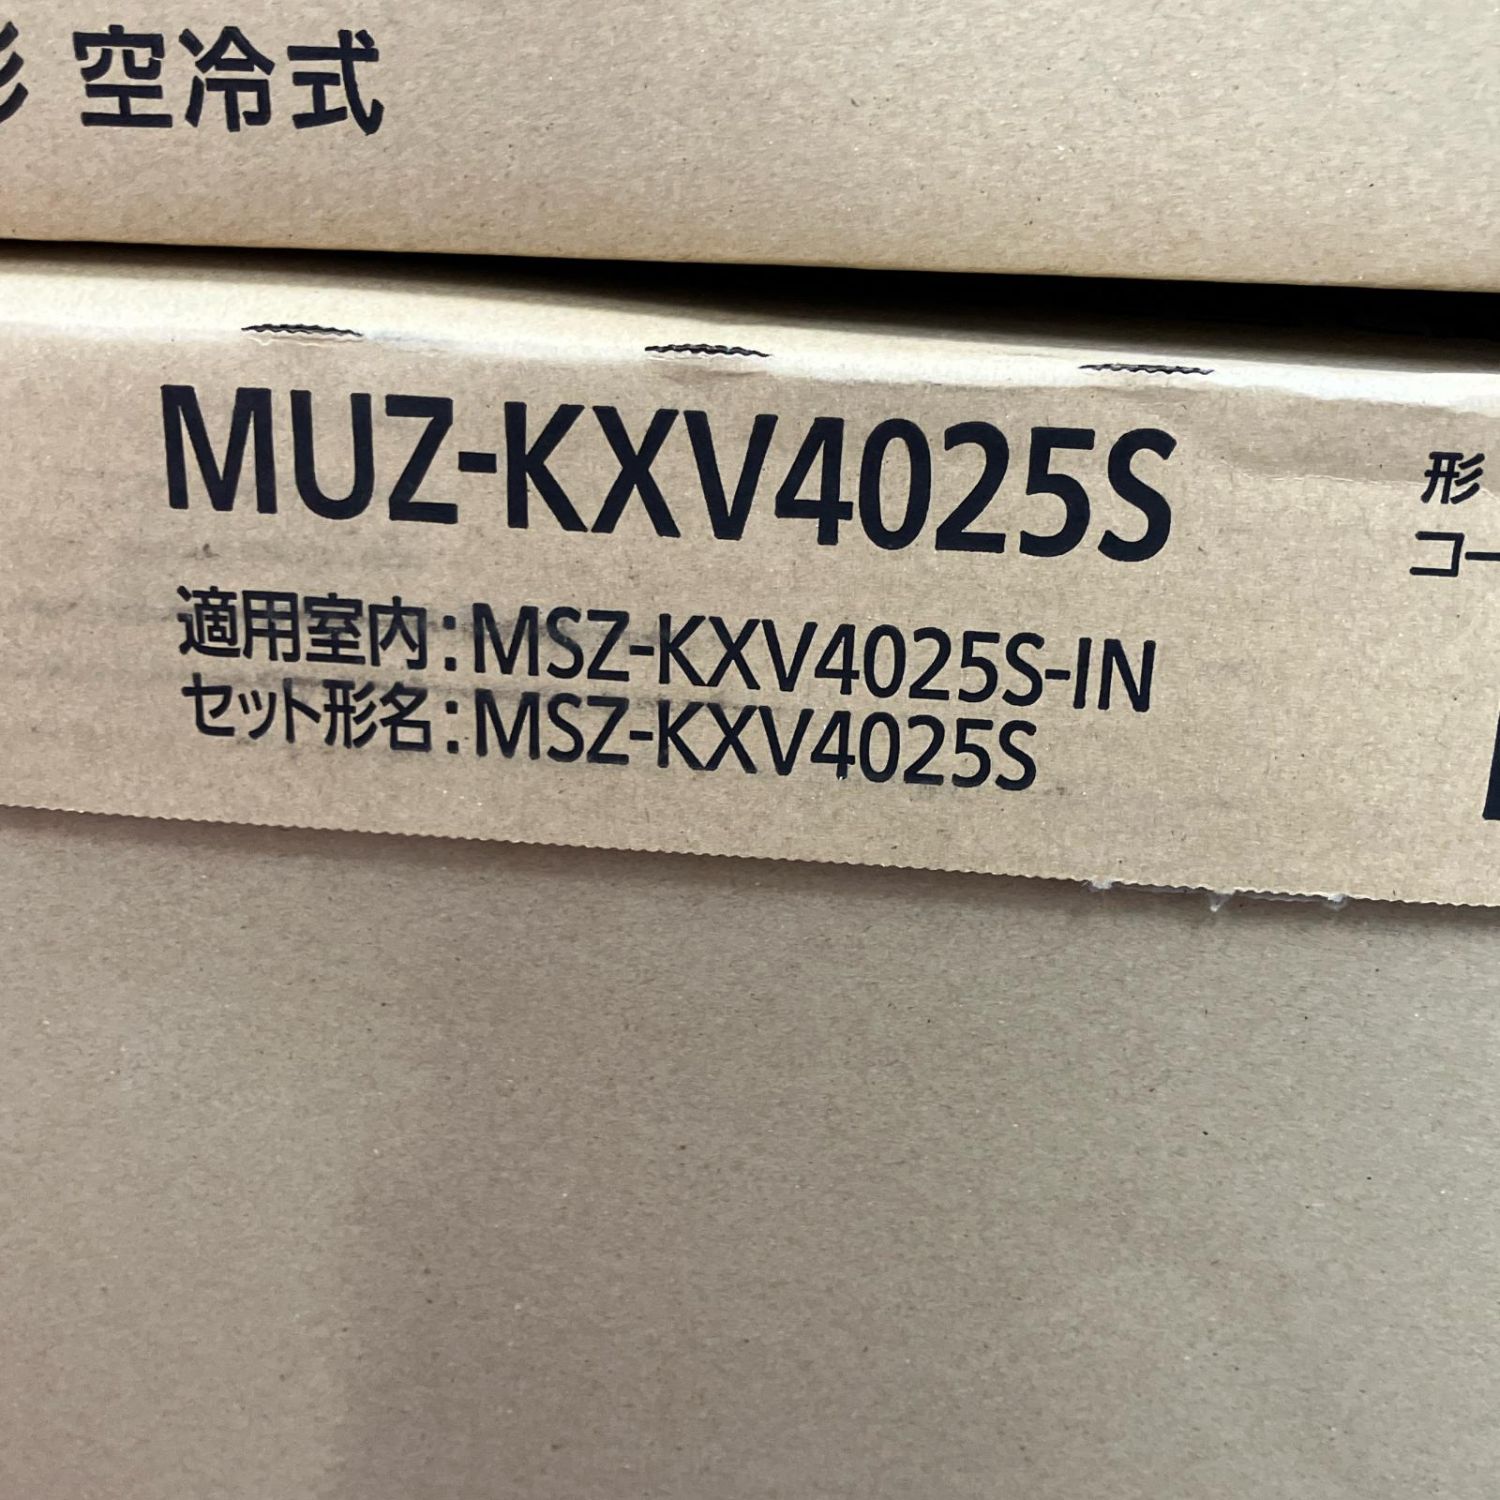 形 空冷式
MUZ-KXV4025S
適用室内:MSZ-KXV4025S-IN
セット形名:MSZ-KXV4025S
形
コー